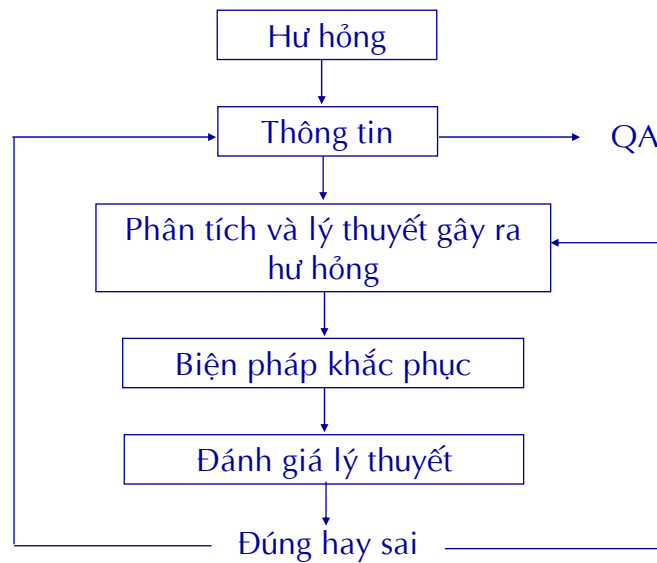 Hư hỏng
Thông tin
QA
Phân tích và lý thuyết gây ra
hư hỏng
Biện pháp khắc phục
Đánh giá lý thuyết
Đúng hay sai